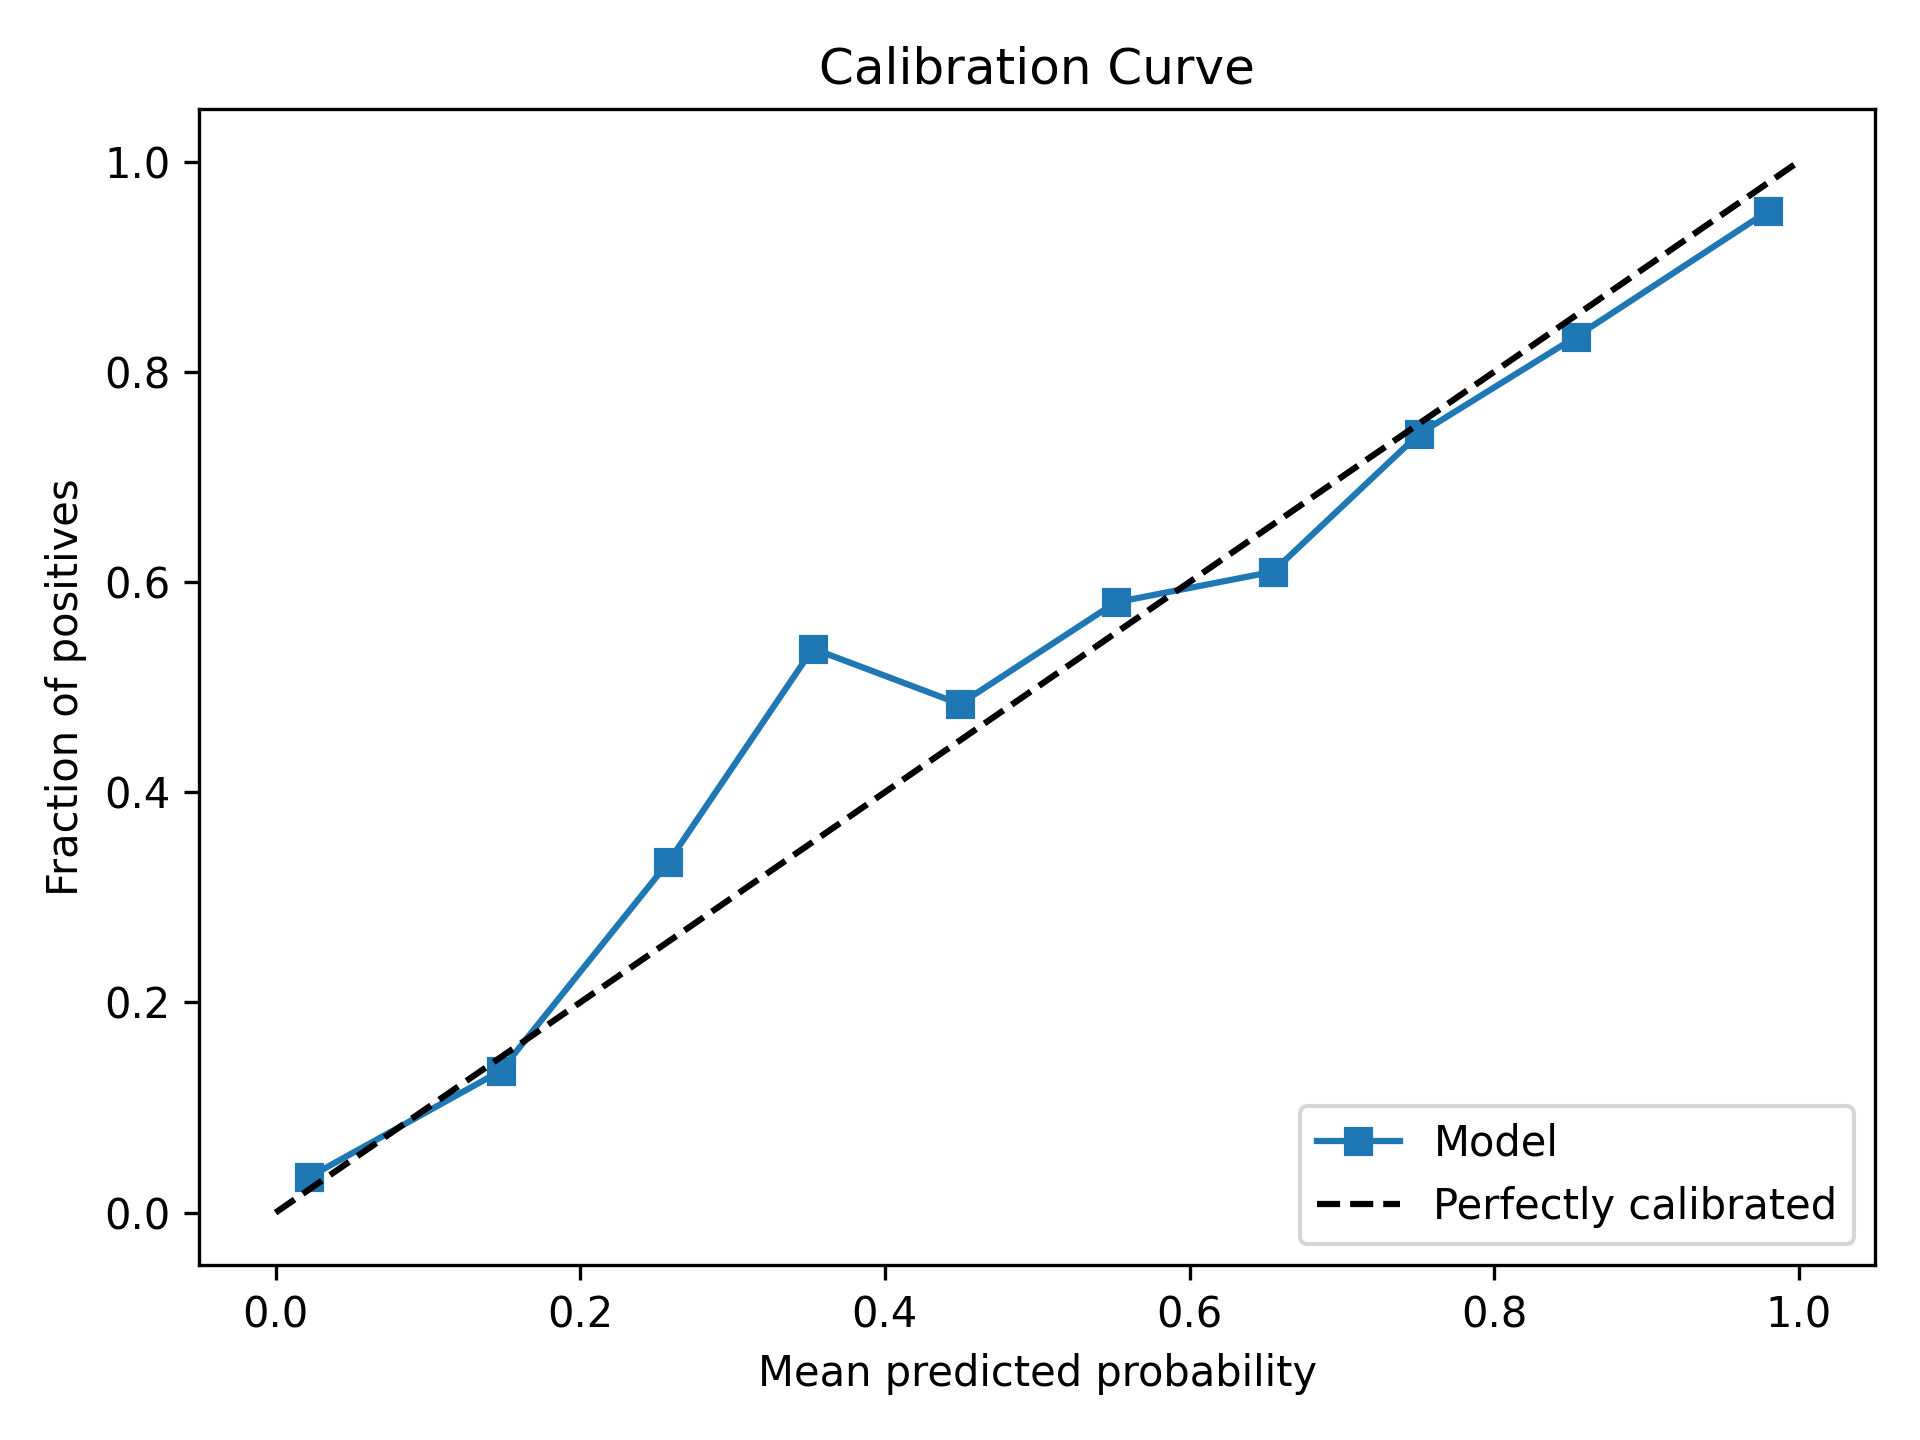 Calibration Curve
1.0
0.8
0.6
0.4
0.2
0.0
Fraction of positives
0.0 0.2 0.4 0.6 0.8 1.0
Mean predicted probability
Model
Perfectly calibrated